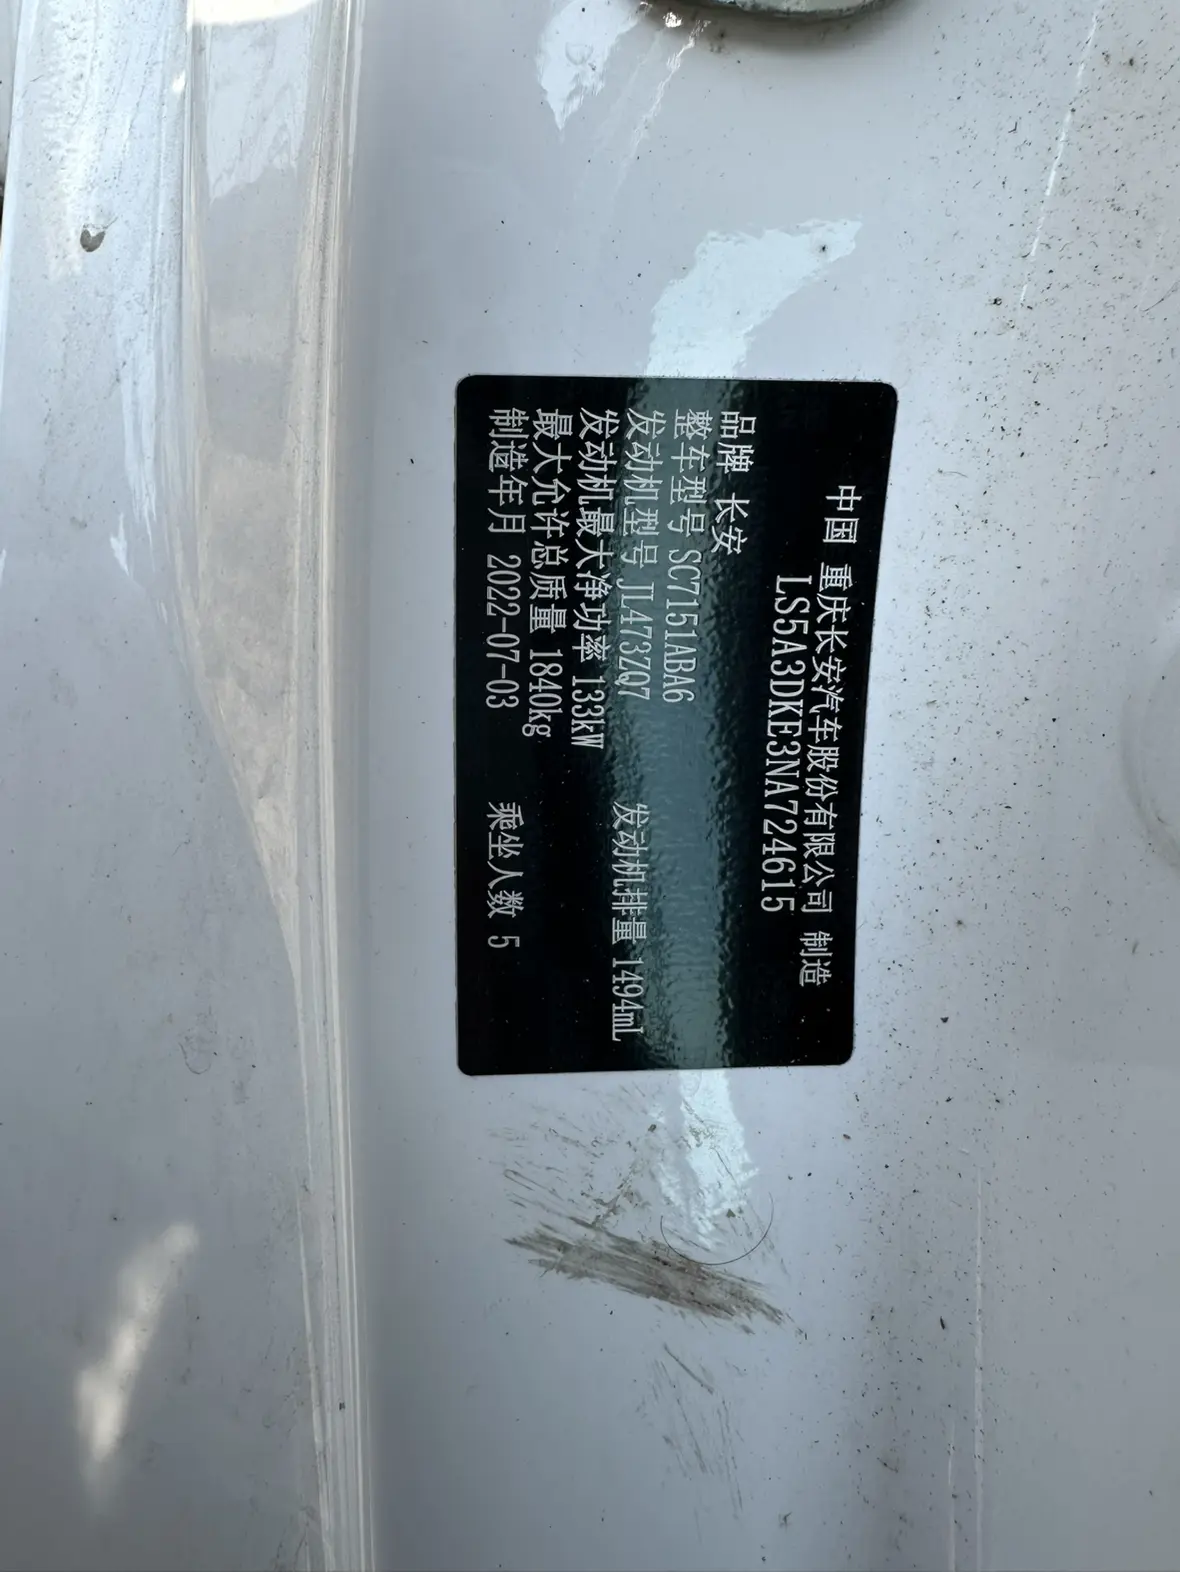 中国 重庆长安汽车股份有限公司 制造
LS5A3DKE3NA724615
品牌 长安
整车型号 SC7151ABA6
发动机型号 JL473ZQ7 发动机排量 1494mL
发动机最大净功率 133kW
最大允许总质量 1840kg
制造年月 2022-07-03 乘坐人数 5